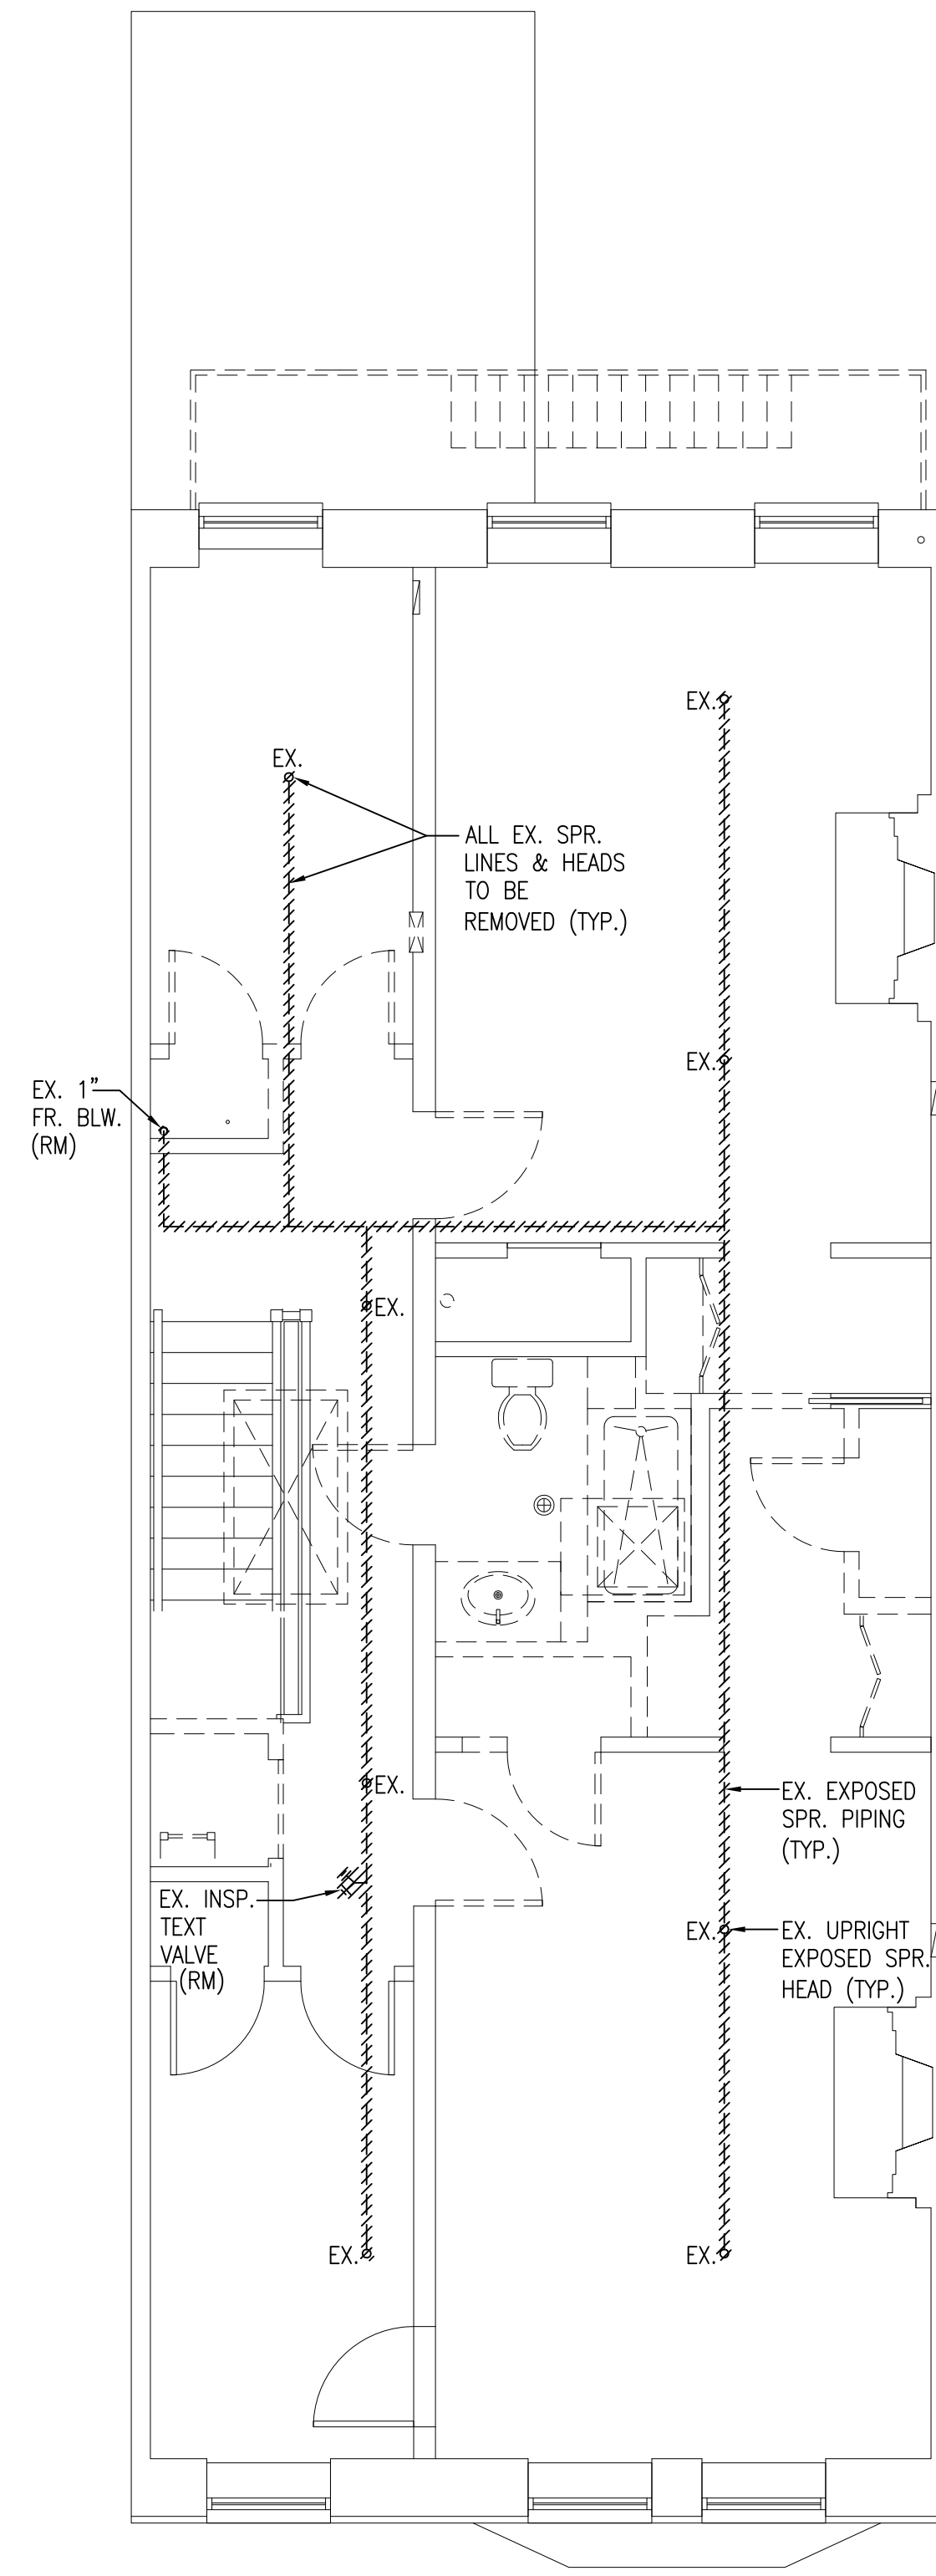 EX.
EX.
ALL EX. SPR.
LINES & HEADS
TO BE
REMOVED (TYP.)
EX.
EX. 1"
FR. BLW.
(RM)
EX.
EX.
EX. EXPOSED
SPR. PIPING
(TYP.)
EX. INSP.
TEXT
VALVE
(RM)
EX.
EX. UPRIGHT
EXPOSED SPR.
HEAD (TYP.)
EX.
EX.